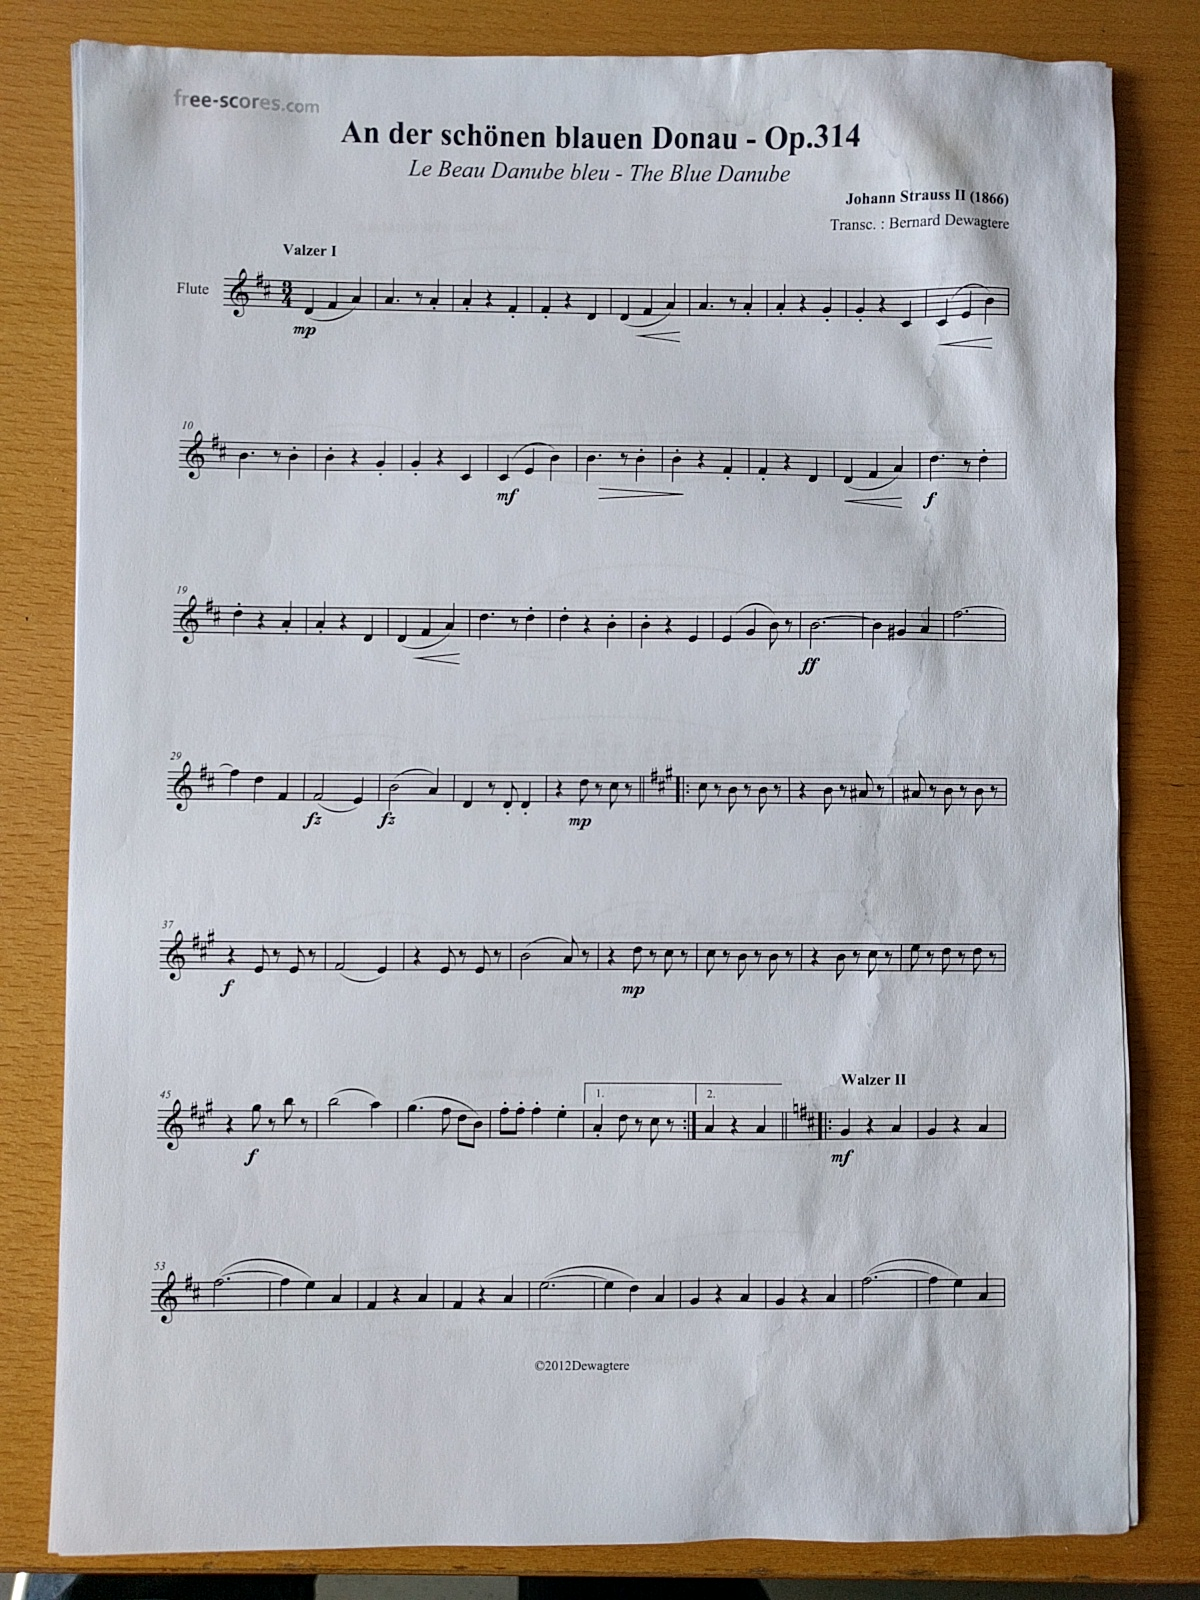 free-scores.com
An der schönen blauen Donau - Op.314
Le Beau Danube bleu - The Blue Danube
Johann Strauss II (1866)
Transc. : Bernard Dewagtere
Valzer I
Flute
3
4
mp
10
mf
f
19
ff
29
fz
fz
mp
37
f
mp
45
1.
2.
Walzer II
f
mf
53
©2012Dewagtere